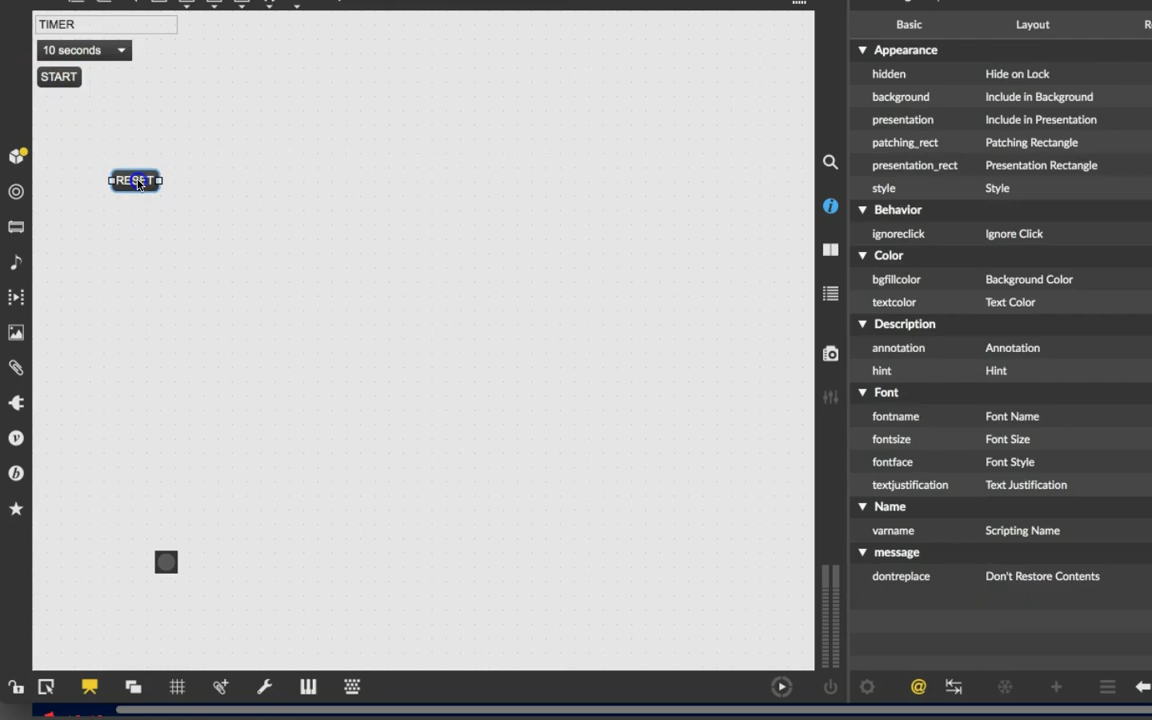 TIMER
10 seconds
START
RESET
Basic Layout
Appearance
hidden Hide on Lock
background Include in Background
presentation Include in Presentation
patching_rect Patching Rectangle
presentation_rect Presentation Rectangle
style Style
Behavior
ignoreclick Ignore Click
Color
bgfillcolor Background Color
textcolor Text Color
Description
annotation Annotation
hint Hint
Font
fontname Font Name
fontsize Font Size
fontface Font Style
textjustification Text Justification
Name
varname Scripting Name
message
dontreplace Don't Restore Contents